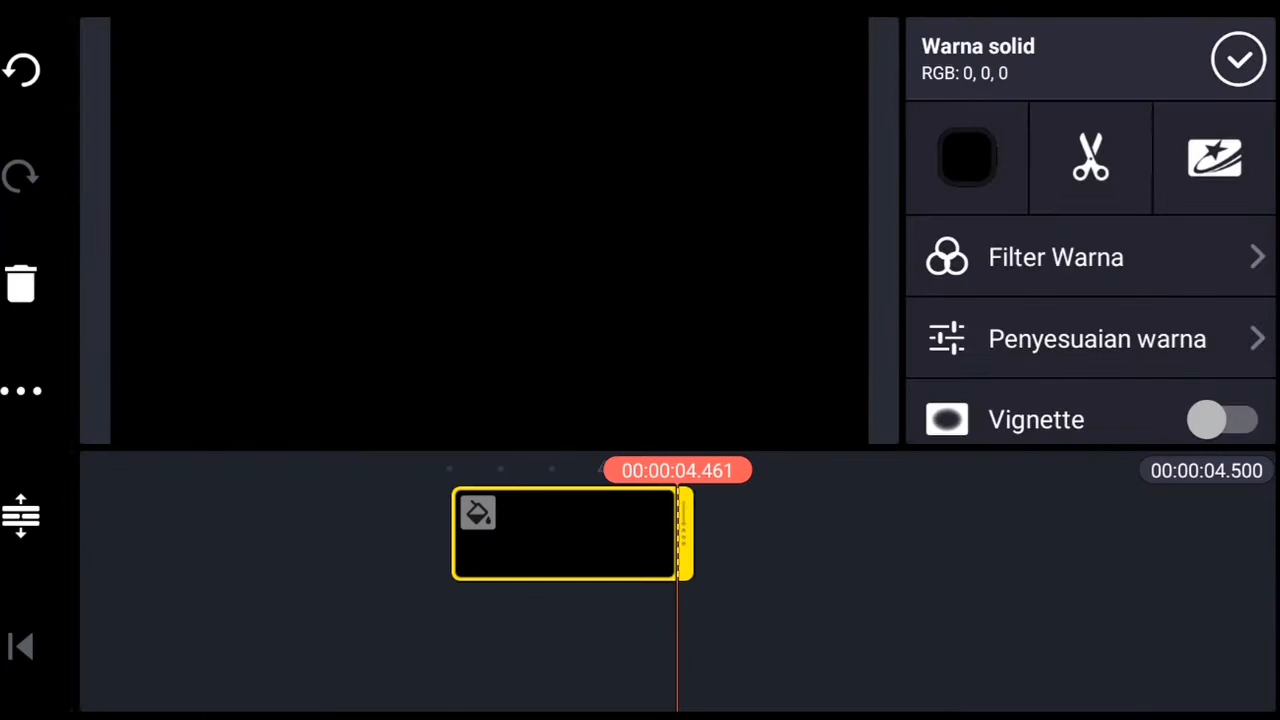 Warna solid
RGB: 0, 0, 0
Filter Warna
Penyesuaian warna
Vignette
00:00:04.461
00:00:04.500